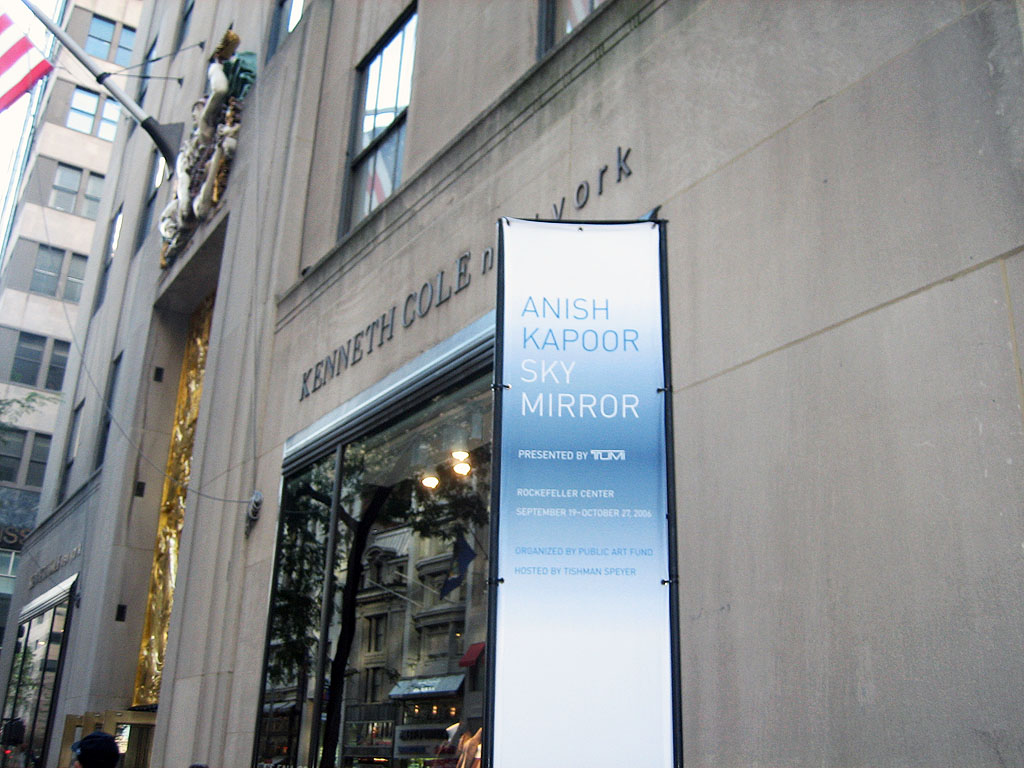 KENNETH COLE n york
ANISH
KAPOOR
SKY
MIRROR
PRESENTED BY TUMI
ROCKEFELLER CENTER
SEPTEMBER 19-OCTOBER 27, 2006
ORGANIZED BY PUBLIC ART FUND
HOSTED BY TISHMAN SPEYER